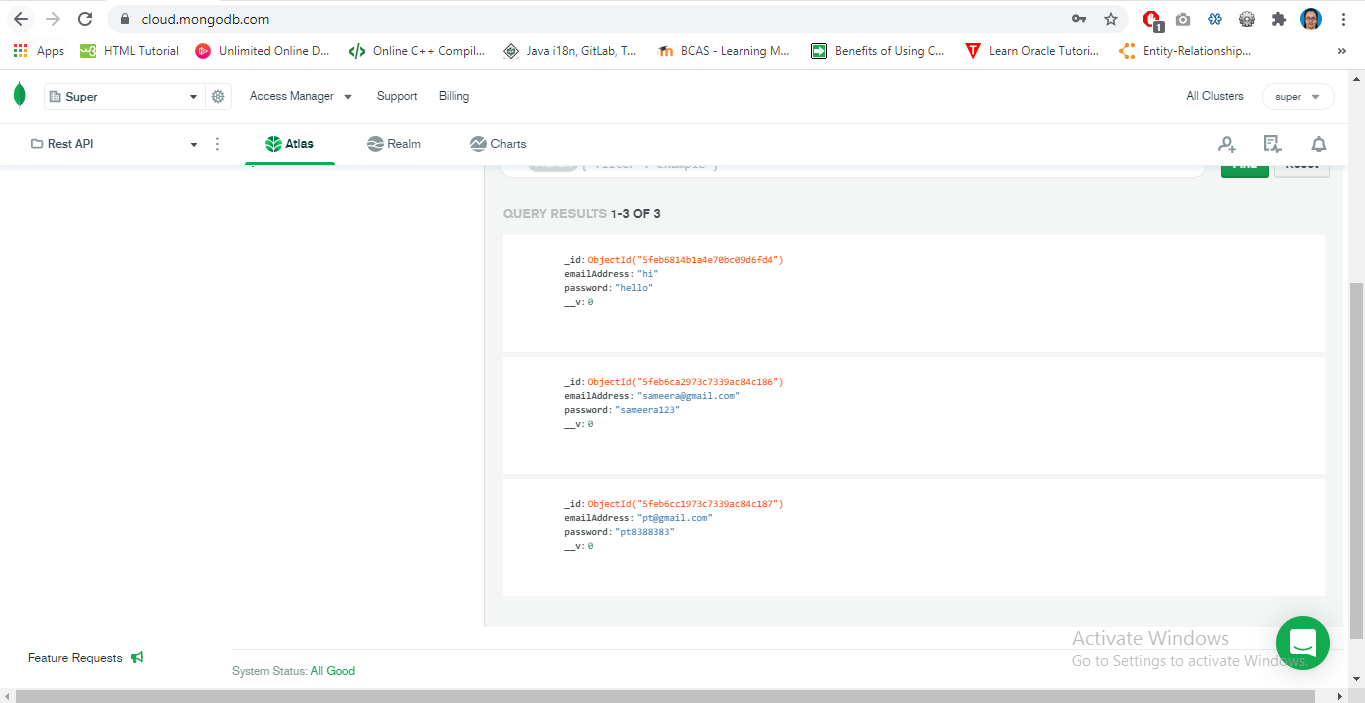 cloud.mongodb.com
1
Apps HTML Tutorial Unlimited Online D... Online C++ Compil... Java i18n, GitLab, T... BCAS - Learning M... Benefits of Using C... Learn Oracle Tutori... Entity-Relationship... »
Super Access Manager Support Billing All Clusters super
Rest API Atlas Realm Charts
QUERY RESULTS 1-3 OF 3
_id: ObjectId("5feb6814b1a4e70bc09d6fd4")
emailAddress: "hi"
password: "hello"
__v: 0
_id: ObjectId("5feb6ca2973c7339ac84c186")
emailAddress: "sameera@gmail.com"
password: "sameera123"
__v: 0
_id: ObjectId("5feb6cc1973c7339ac84c187")
emailAddress: "pt@gmail.com"
password: "pt8388383"
__v: 0
Activate Windows
Go to Settings to activate Windows.
Feature Requests
System Status: All Good